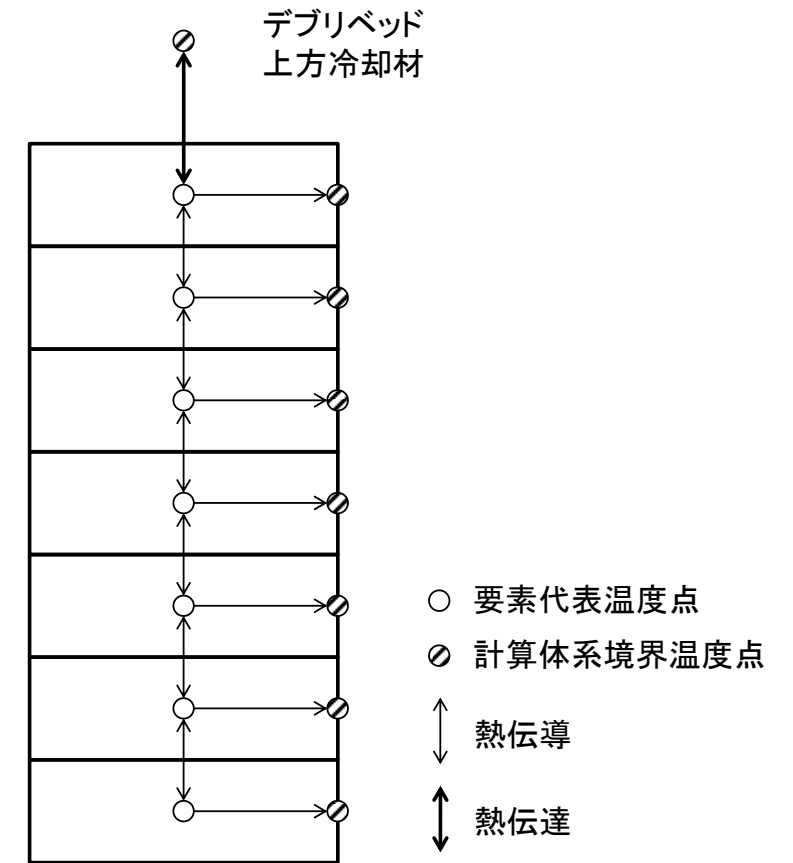 デブリベッド
上方冷却材
要素代表温度点
計算体系境界温度点
熱伝導
熱伝達